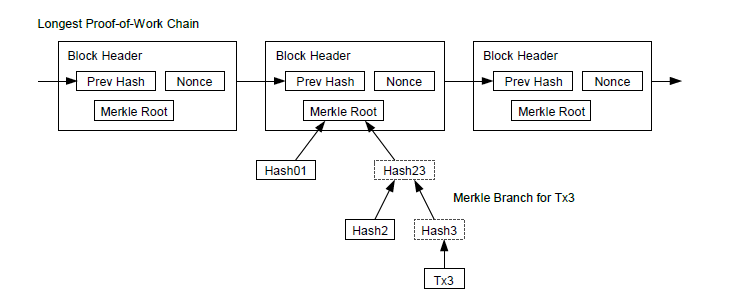 Longest Proof-of-Work Chain
Block Header
Block Header
Block Header
Prev Hash
Nonce
Prev Hash
Nonce
Prev Hash
Nonce
Merkle Root
Merkle Root
Merkle Root
Hash01
Hash23
Merkle Branch for Tx3
Hash2
Hash3
Tx3